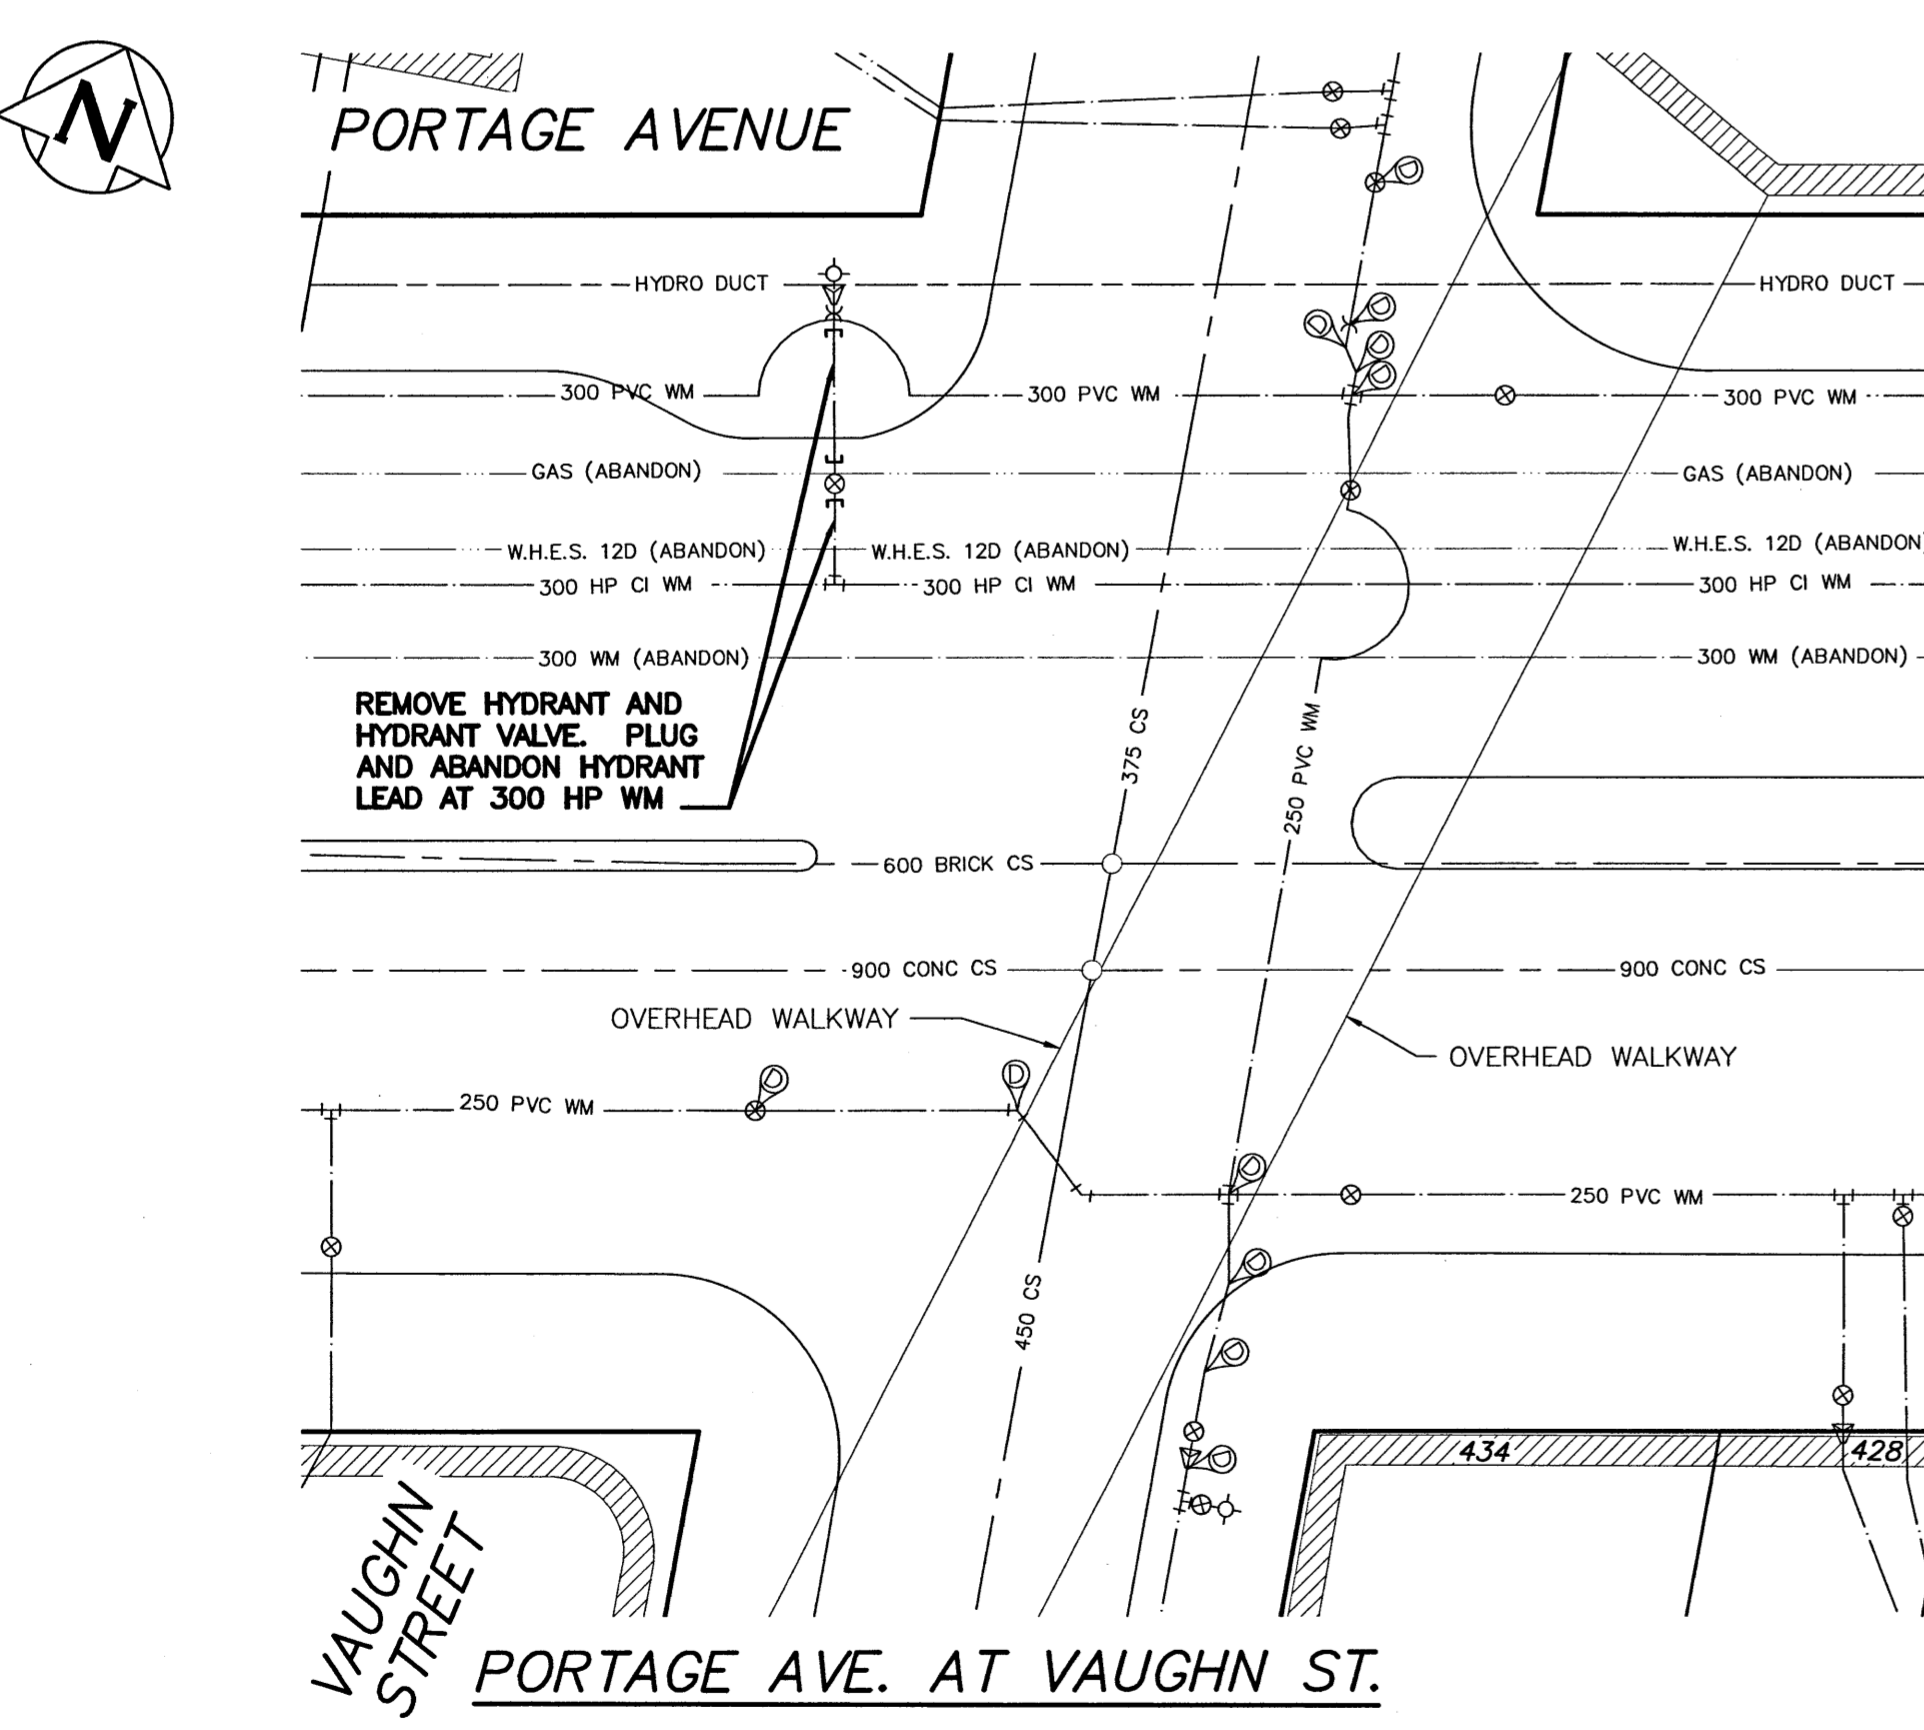 N
PORTAGE AVENUE
D
HYDRO DUCT
HYDRO DUCT
D
D
D
D
300 PVC WM
300 PVC WM
300 PVC WM
GAS (ABANDON)
GAS (ABANDON)
W.H.E.S. 12D (ABANDON)
W.H.E.S. 12D (ABANDON)
W.H.E.S. 12D (ABANDON)
300 HP CI WM
300 HP CI WM
300 HP CI WM
300 WM (ABANDON)
300 WM (ABANDON)
REMOVE HYDRANT AND
HYDRANT VALVE. PLUG
AND ABANDON HYDRANT
LEAD AT 300 HP WM
375 CS
250 PVC WM
600 BRICK CS
900 CONC CS
900 CONC CS
OVERHEAD WALKWAY
OVERHEAD WALKWAY
D
D
250 PVC WM
D
250 PVC WM
D
450 CS
D
D
434
428
VAUGHN
STREET
PORTAGE AVE. AT VAUGHN ST.